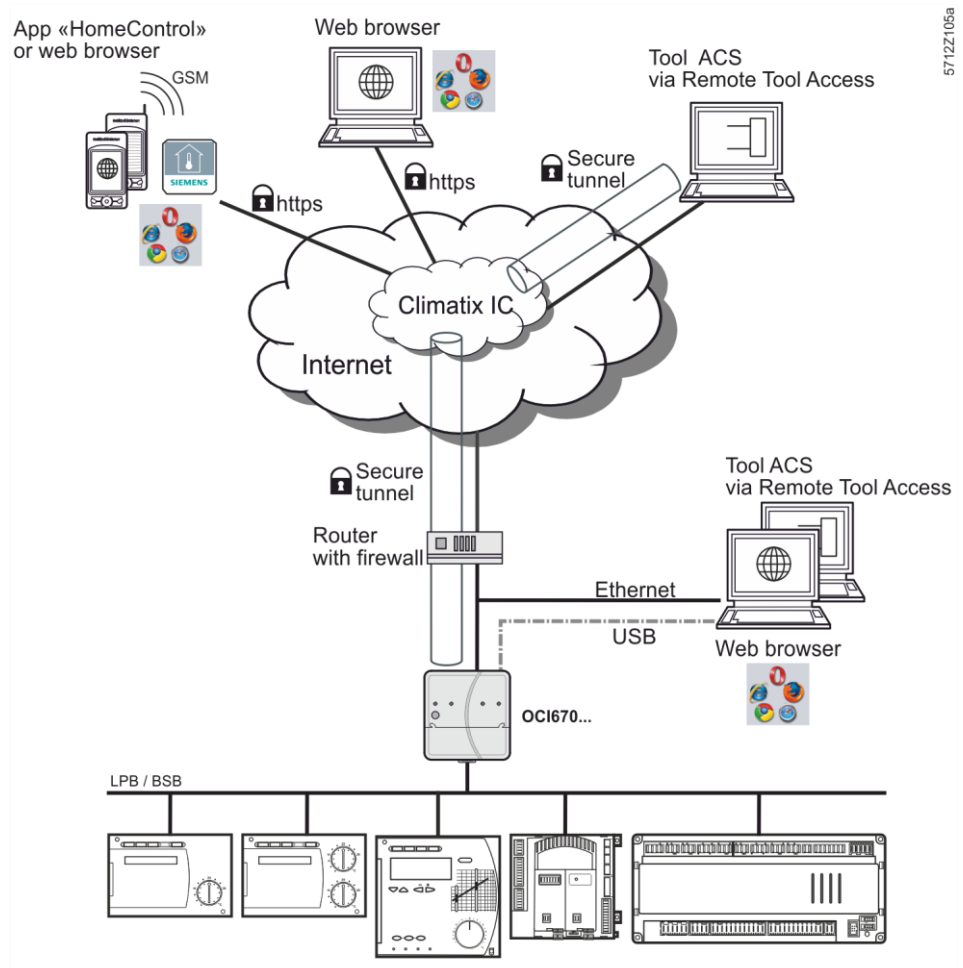 App «HomeControl»
or web browser
GSM
SIEMENS
https
Web browser
https
Tool ACS
via Remote Tool Access
5712Z105a
Secure
tunnel
Climatix IC
Internet
Secure
tunnel
Router
with firewall
Tool ACS
via Remote Tool Access
Ethernet
USB
Web browser
OCI670...
LPB / BSB